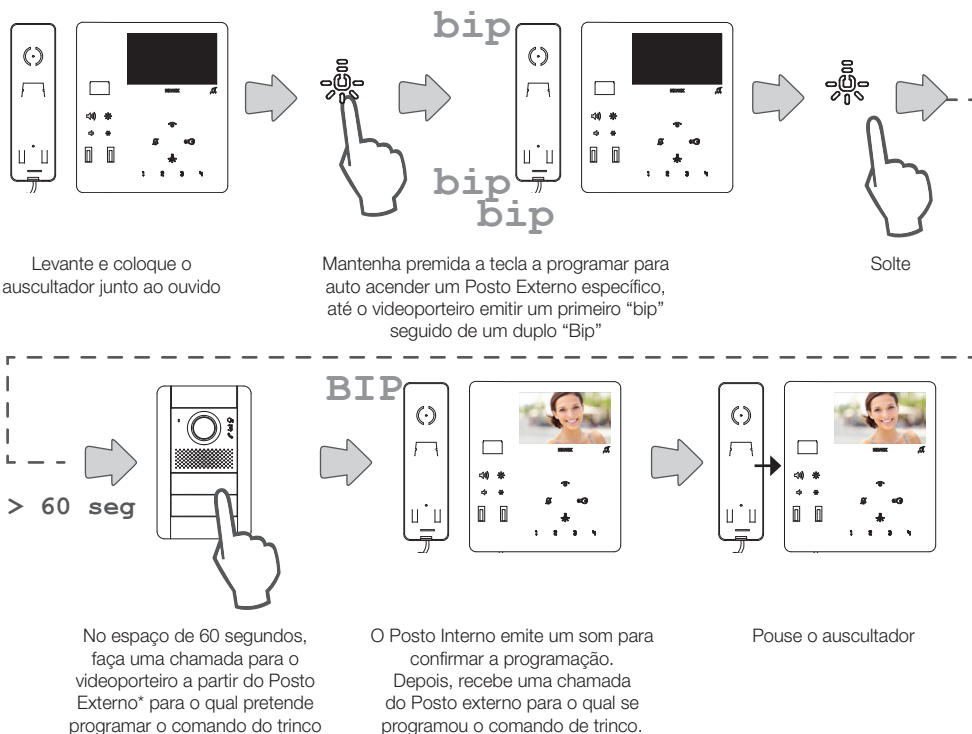 bip
bip
bip
Levante e coloque o
auscultador junto ao ouvido
Mantenha premida a tecla a programar para
auto acender um Posto Externo específico,
até o videoporteiro emitir um primeiro “bip”
seguido de um duplo “Bip”
Solte
BIP
> 60 seg
No espaço de 60 segundos,
faça uma chamada para o
videoporteiro a partir do Posto
Externo* para o qual pretende
programar o comando do trinco
O Posto Interno emite um som para
confirmar a programação.
Depois, recebe uma chamada
do Posto externo para o qual se
programou o comando de trinco.
Pouse o auscultador